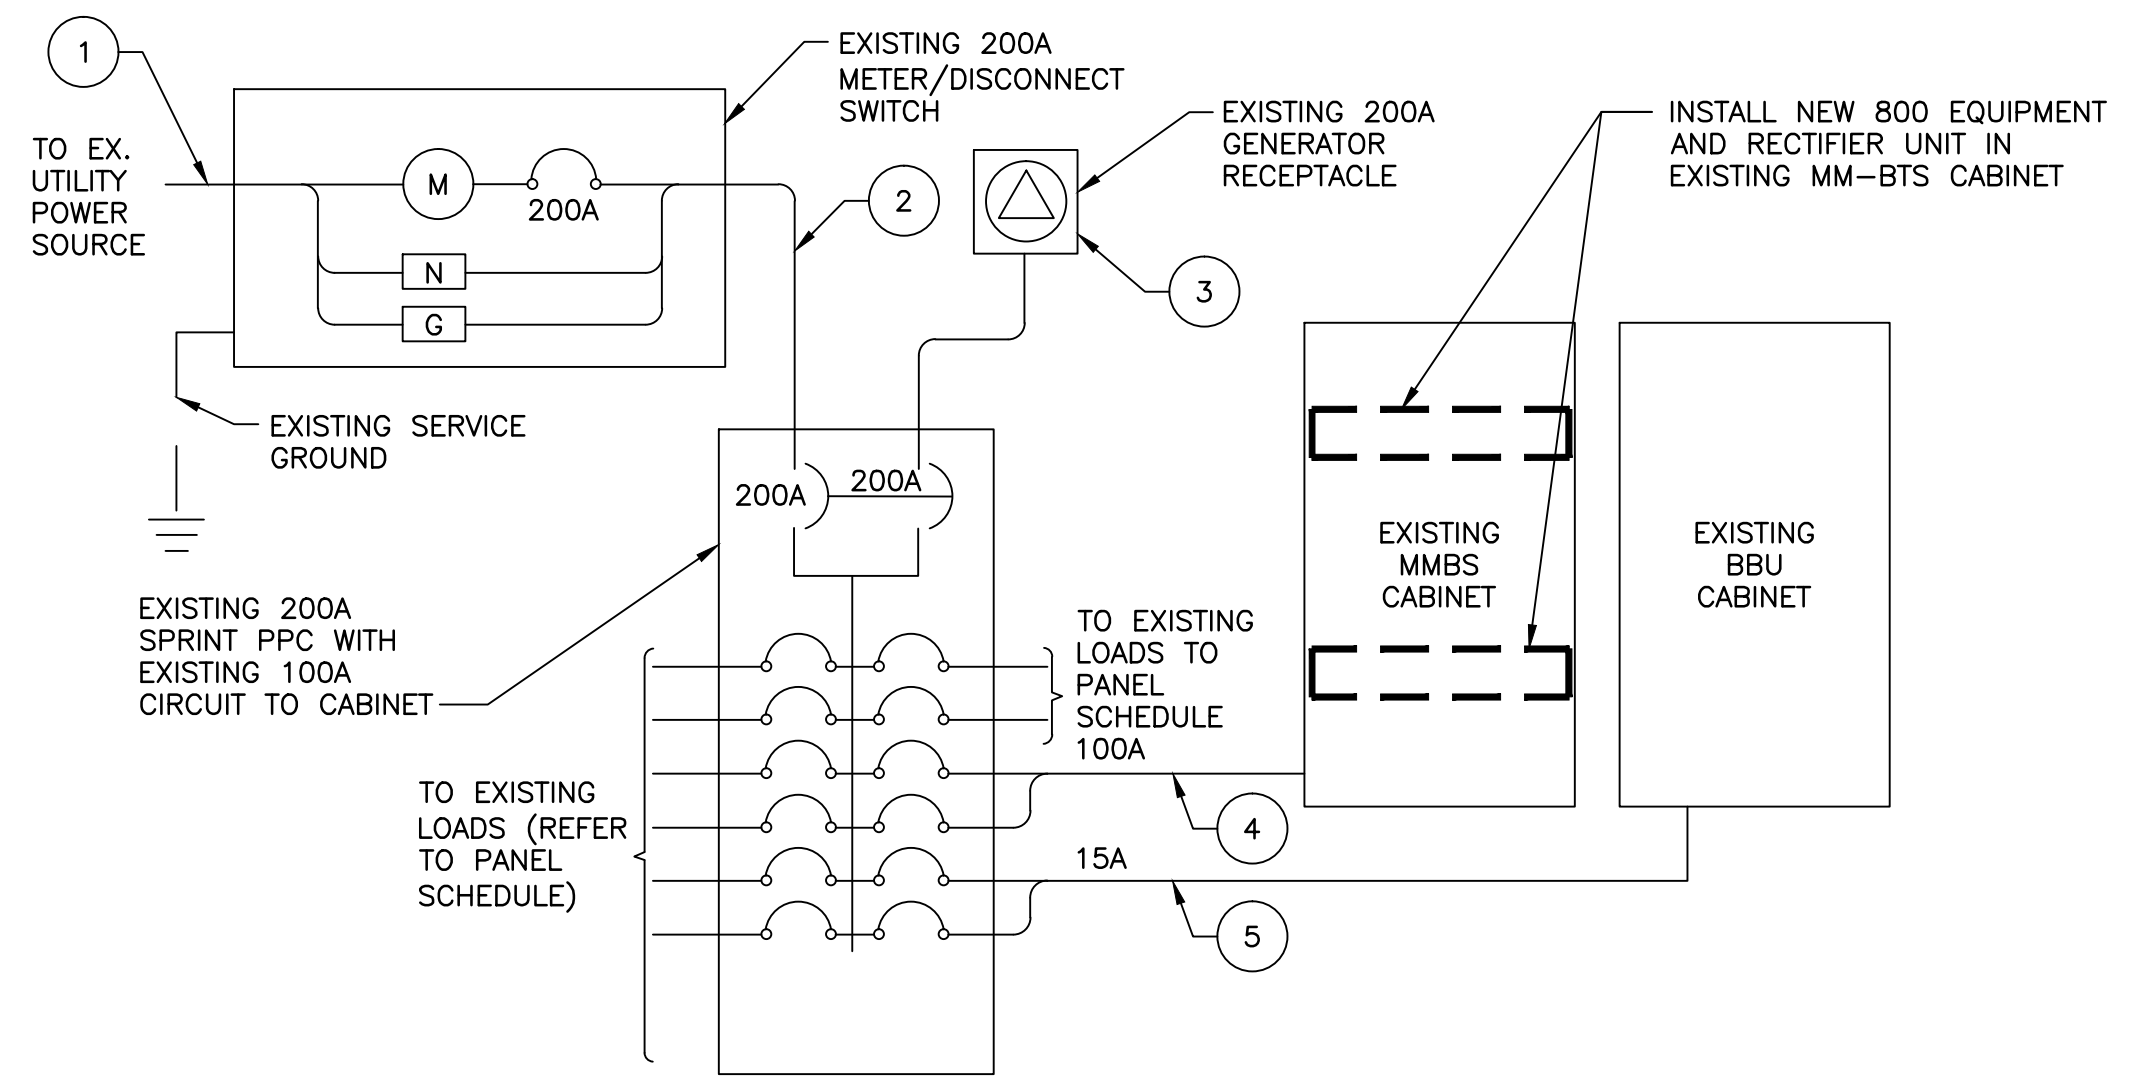 1
EXISTING 200A
METER/DISCONNECT
SWITCH
EXISTING 200A
GENERATOR
RECEPTACLE
INSTALL NEW 800 EQUIPMENT
AND RECTIFIER UNIT IN
EXISTING MM-BTS CABINET
TO EX.
UTILITY
POWER
SOURCE
M
200A
N
G
2
3
EXISTING SERVICE
GROUND
200A
200A
EXISTING
MMBS
CABINET
EXISTING
BBU
CABINET
EXISTING 200A
SPRINT PPC WITH
EXISTING 100A
CIRCUIT TO CABINET
TO EXISTING
LOADS TO
PANEL
SCHEDULE
100A
TO EXISTING
LOADS (REFER
TO PANEL
SCHEDULE)
4
15A
5